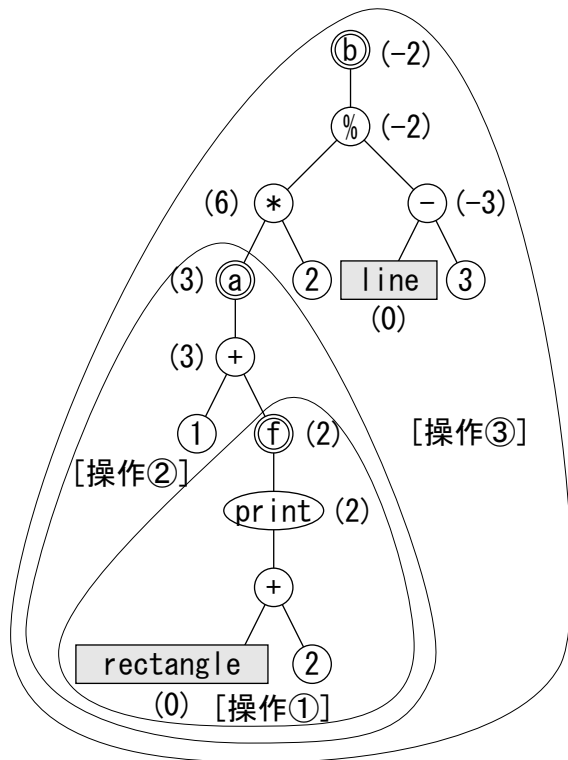 b (-2)
% (-2)
(6) * - (-3)
(3) a 2 line 3
(0)
(3) +
1 f (2) [操作③]
[操作②]
print (2)
+
rectangle 2
(0) [操作①]